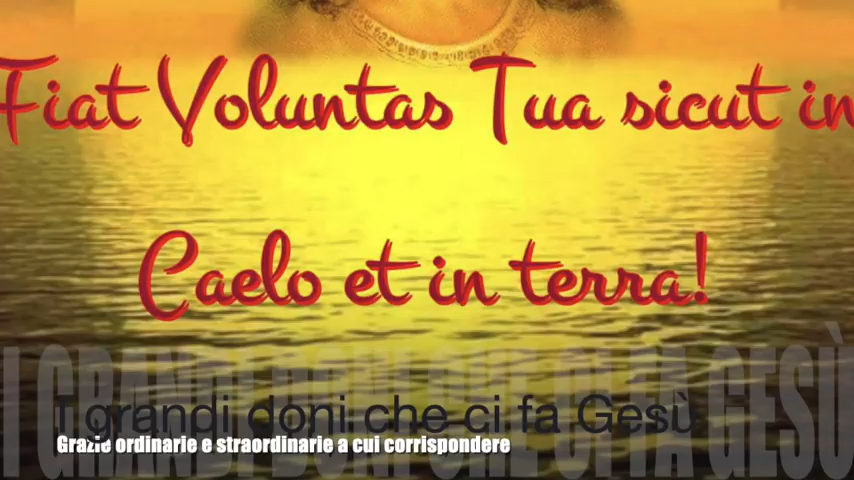 Fiat Voluntas Tua sicut in
Caelo et in terra!
I GRANDI DONI CHE CI FA GESÙ
I grandi doni che ci fa Gesù
Grazie ordinarie e straordinarie a cui corrispondere